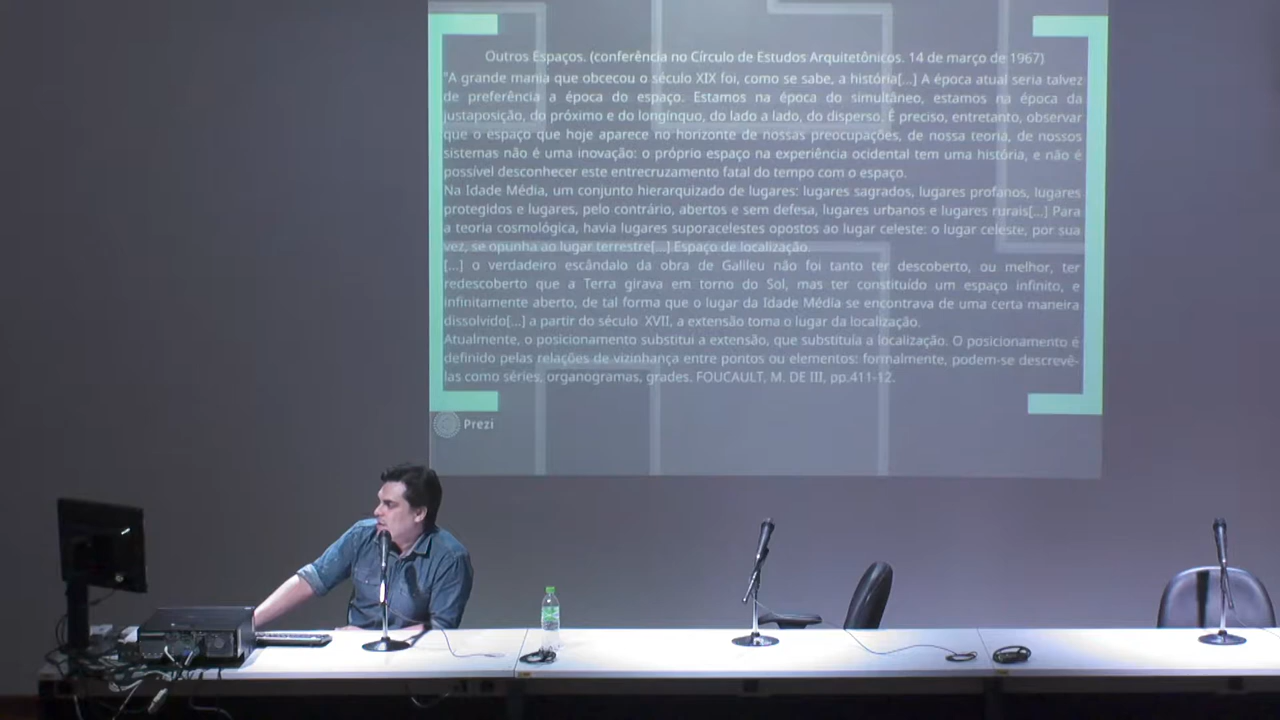 Outros Espaços. (conferência no Círculo de Estudos Arquitetônicos. 14 de março de 1967)
"A grande mania que obcecou o século XIX foi, como se sabe, a história[...] A época atual seria talvez
de preferência a época do espaço. Estamos na época do simultâneo, estamos na época da
justaposição, do próximo e do longínquo, do lado a lado, do disperso. É preciso, entretanto, observar
que o espaço que hoje aparece no horizonte de nossas preocupações, de nossa teoria, de nossos
sistemas não é uma inovação: o próprio espaço na experiência ocidental tem uma história, e não é
possível desconhecer este entrecruzamento fatal do tempo com o espaço.
Na Idade Média, um conjunto hierarquizado de lugares: lugares sagrados, lugares profanos, lugares
protegidos e lugares, pelo contrário, abertos e sem defesa, lugares urbanos e lugares rurais[...] Para
a teoria cosmológica, havia lugares suporacelestes opostos ao lugar celeste: o lugar celeste, por sua
vez, se opunha ao lugar terrestre[...] Espaço de localização.
[...] o verdadeiro escândalo da obra de Galileu não foi tanto ter descoberto, ou melhor, ter
redescoberto que a Terra girava em torno do Sol, mas ter constituído um espaço infinito, e
infinitamente aberto, de tal forma que o lugar da Idade Média se encontrava de uma certa maneira
dissolvido[...] a partir do século XVII, a extensão toma o lugar da localização.
Atualmente, o posicionamento substitui a extensão, que substituía a localização. O posicionamento é
definido pelas relações de vizinhança entre pontos ou elementos: formalmente, podem-se descrevê-
las como séries, organogramas, grades. FOUCAULT, M. DE III, pp.411-12.
Prezi